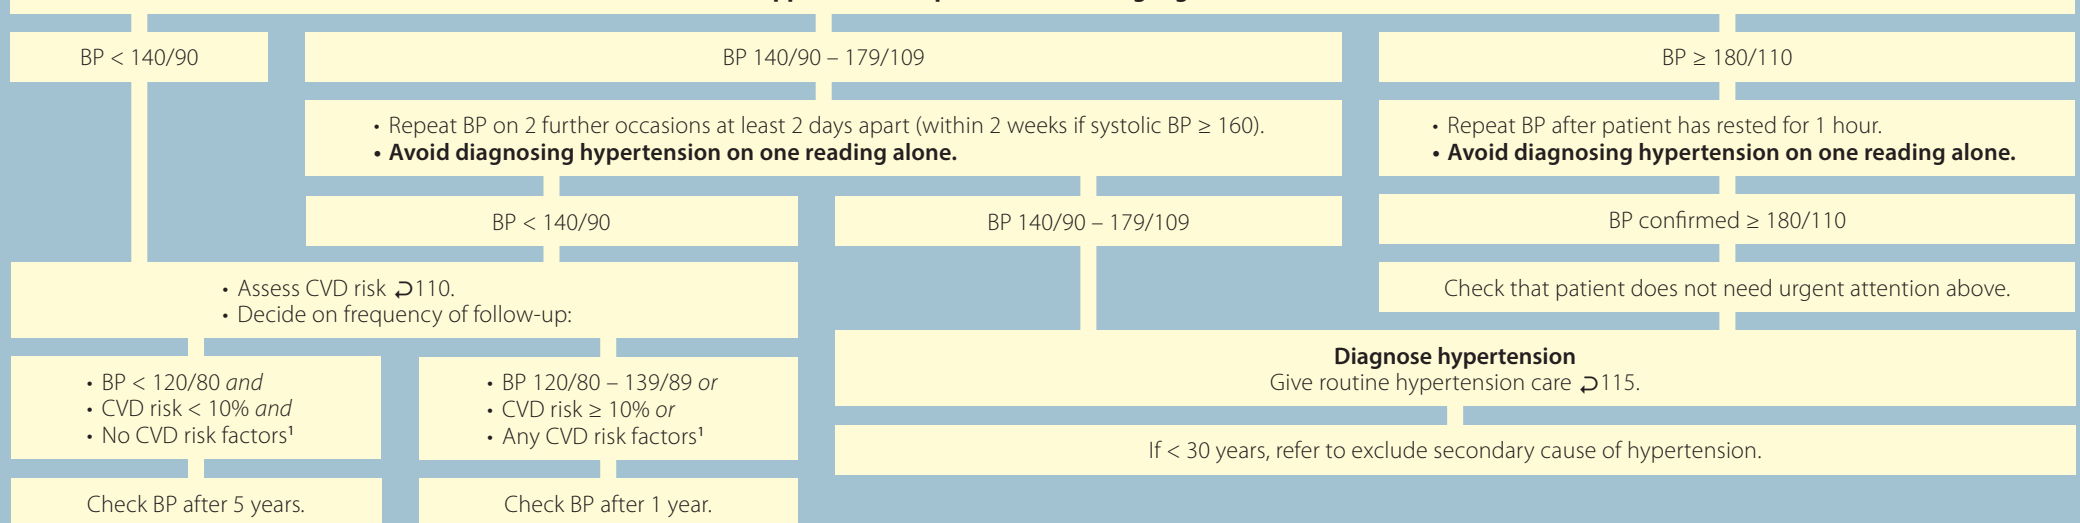 BP < 140/90
BP 140/90 – 179/109
BP ≥ 180/110
• Repeat BP on 2 further occasions at least 2 days apart (within 2 weeks if systolic BP ≥ 160).
• Avoid diagnosing hypertension on one reading alone.
• Repeat BP after patient has rested for 1 hour.
• Avoid diagnosing hypertension on one reading alone.
BP < 140/90
BP 140/90 – 179/109
BP confirmed ≥ 180/110
• Assess CVD risk ⮌110.
• Decide on frequency of follow-up:
Check that patient does not need urgent attention above.
Diagnose hypertension
Give routine hypertension care ⮌115.
• BP < 120/80 and
• CVD risk < 10% and
• No CVD risk factors¹
• BP 120/80 – 139/89 or
• CVD risk ≥ 10% or
• Any CVD risk factors¹
If < 30 years, refer to exclude secondary cause of hypertension.
Check BP after 5 years.
Check BP after 1 year.